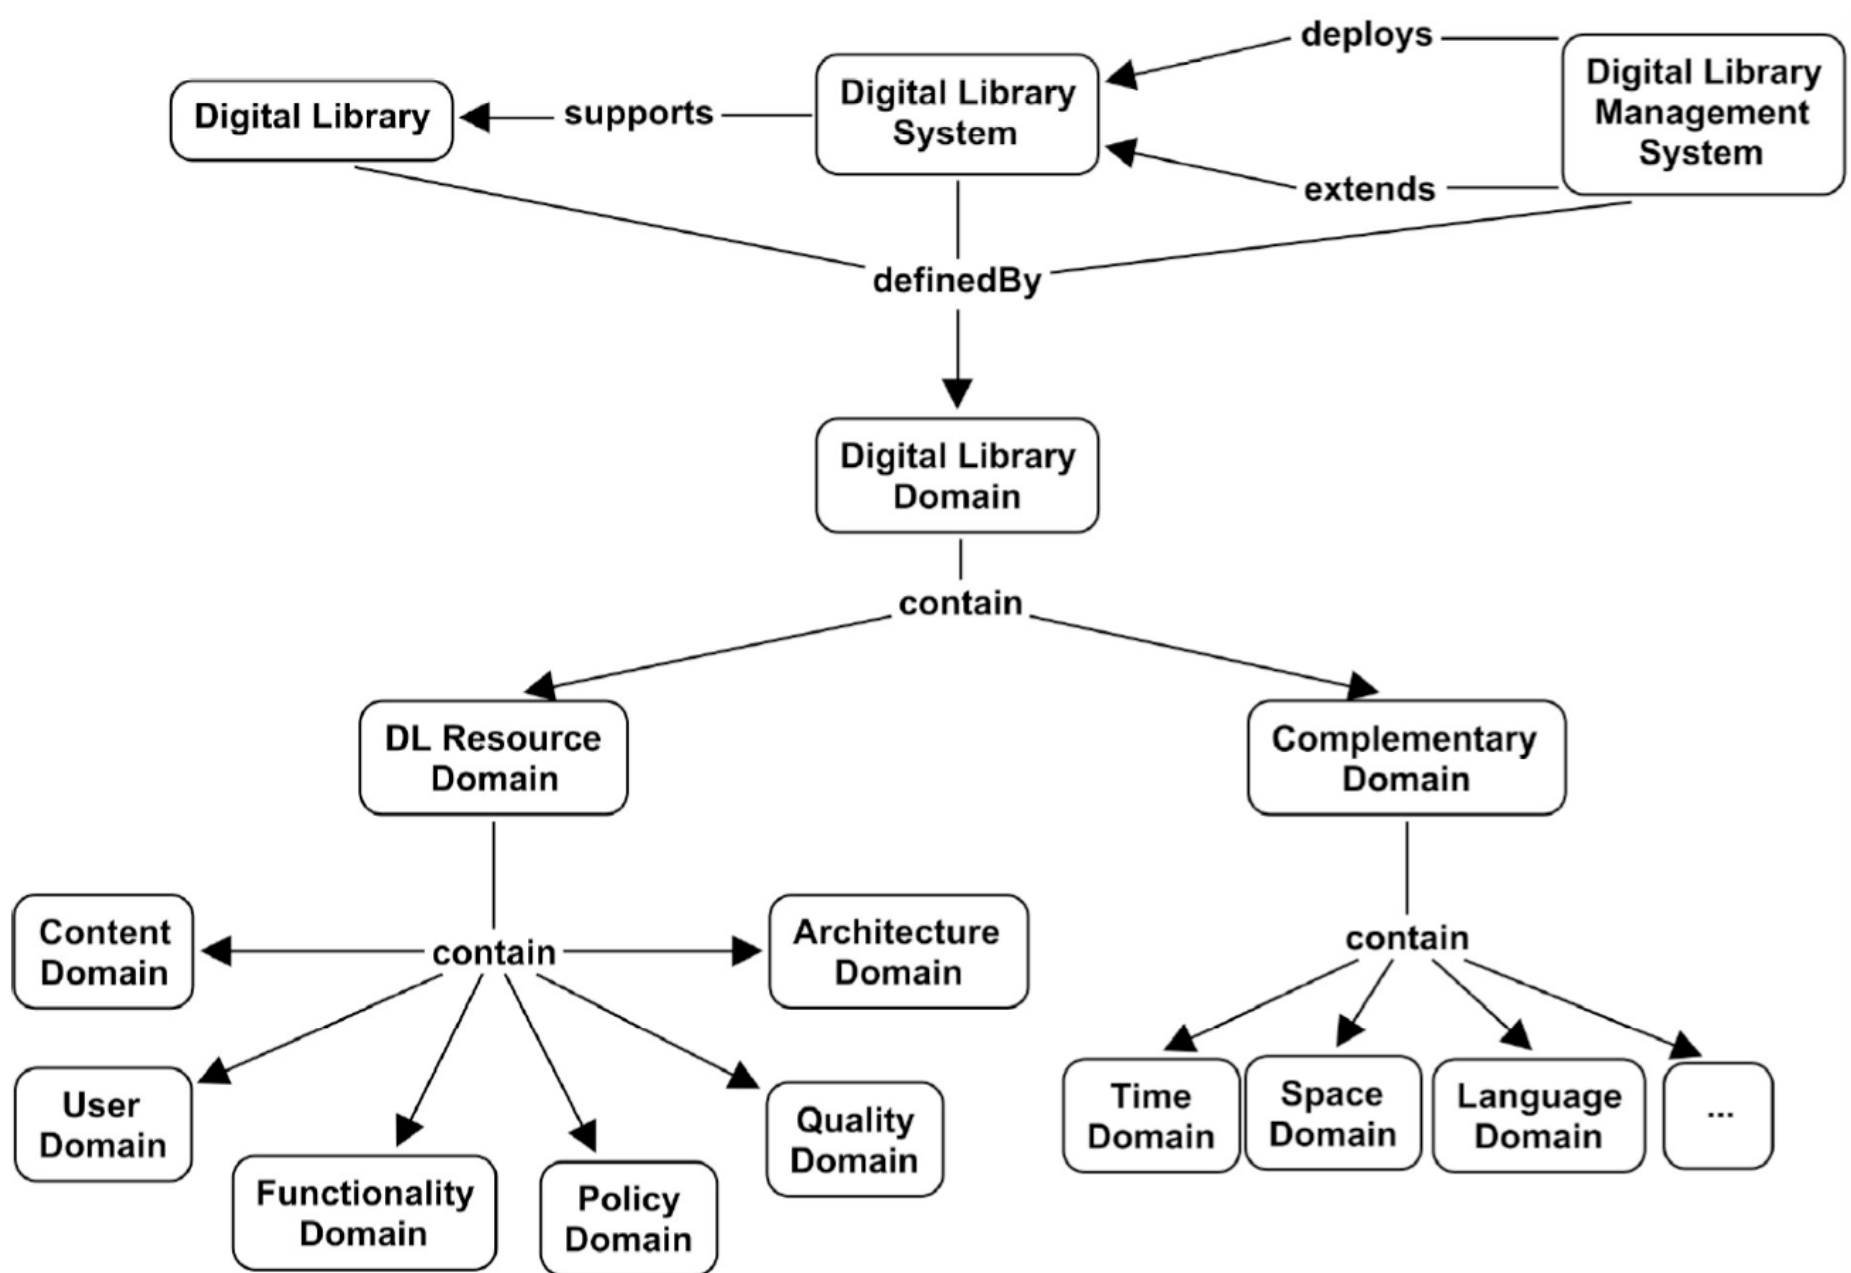 deploys
Digital Library
Management
System
Digital Library
System
Digital Library
supports
extends
definedBy
Digital Library
Domain
contain
DL Resource
Domain
Complementary
Domain
Content
Domain
contain
Architecture
Domain
contain
User
Domain
Functionality
Domain
Policy
Domain
Quality
Domain
Time
Domain
Space
Domain
Language
Domain
...